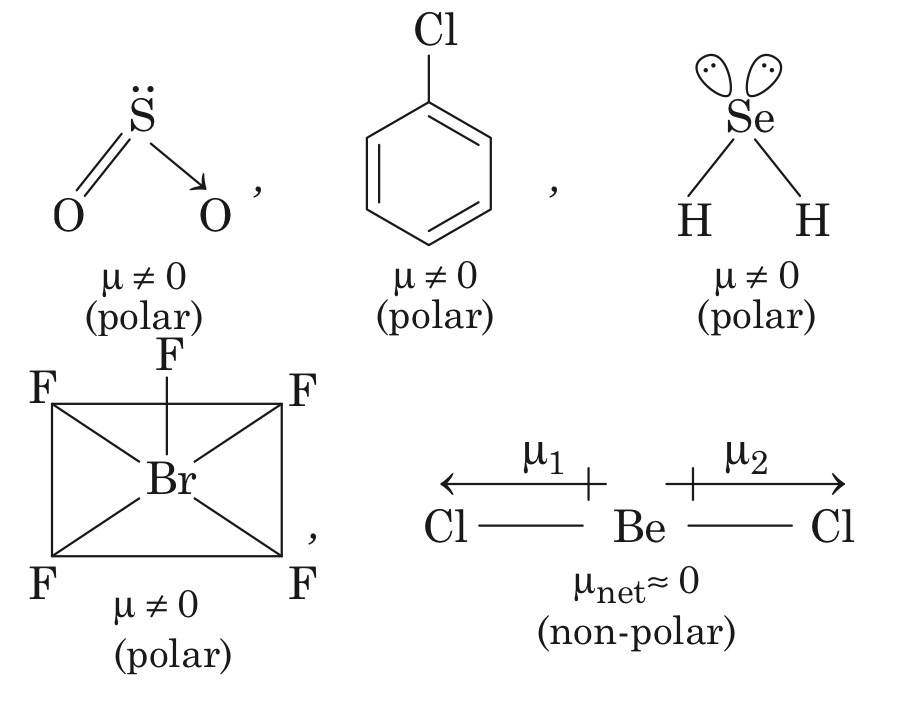 Cl
S
Se
O O , , H H
μ ≠ 0 μ ≠ 0 μ ≠ 0
(polar) (polar) (polar)
F
F F
μ1 μ2
Br
Cl Be Cl
,
F F
μnet ≈ 0
μ ≠ 0
(non-polar)
(polar)